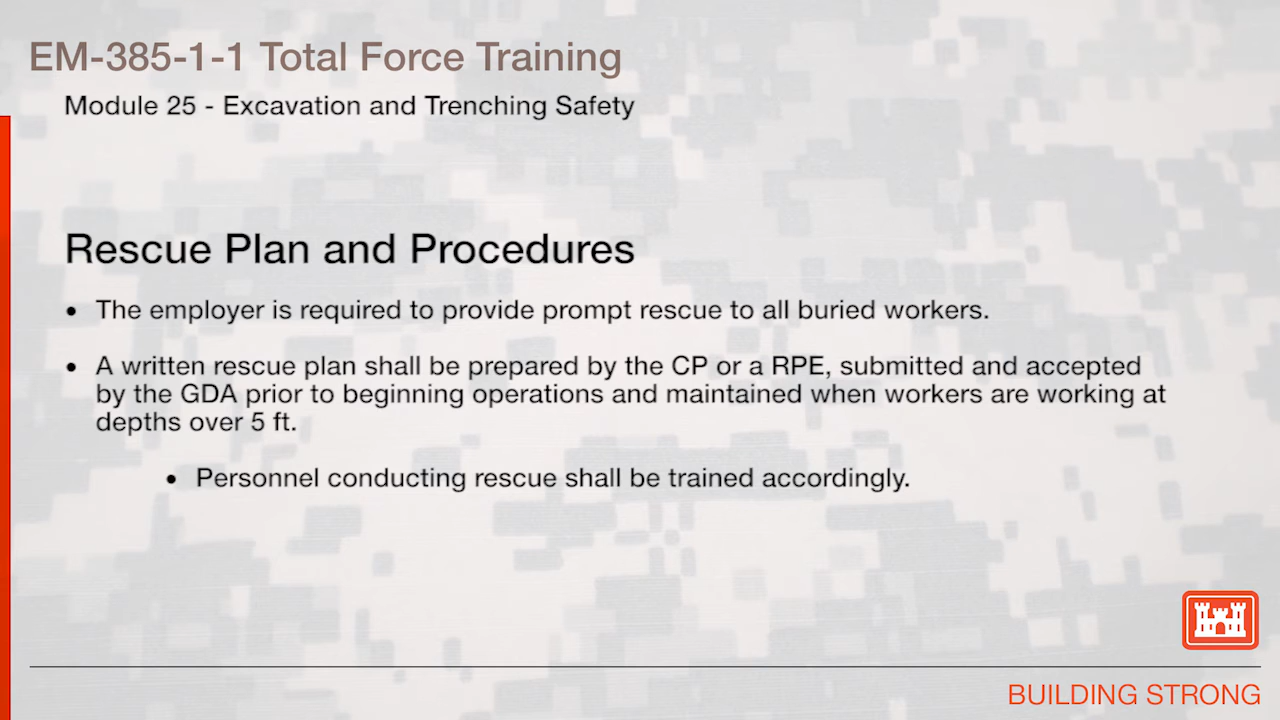 EM-385-1-1 Total Force Training
Module 25 - Excavation and Trenching Safety
Rescue Plan and Procedures
• The employer is required to provide prompt rescue to all buried workers.
• A written rescue plan shall be prepared by the CP or a RPE, submitted and accepted
by the GDA prior to beginning operations and maintained when workers are working at
depths over 5 ft.
• Personnel conducting rescue shall be trained accordingly.
BUILDING STRONG